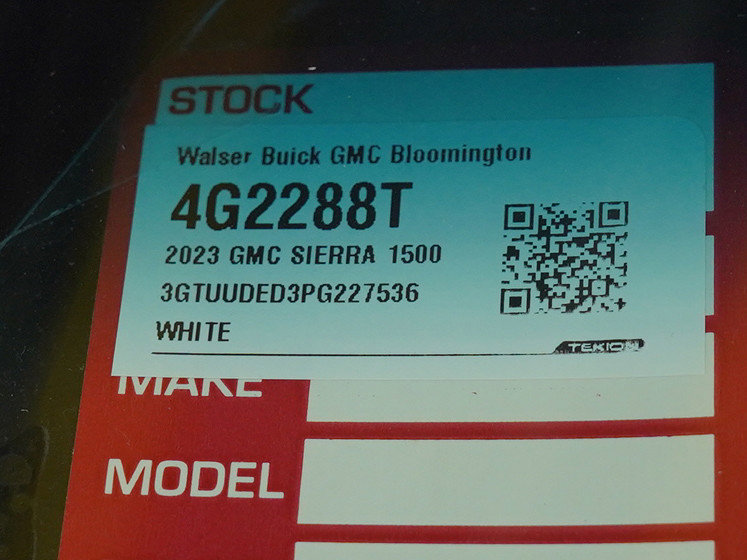 STOCK
Walser Buick GMC Bloomington
4G2288T
2023 GMC SIERRA 1500
3GTUUDED3PG227536
WHITE
TEKION
MAKE
MODEL